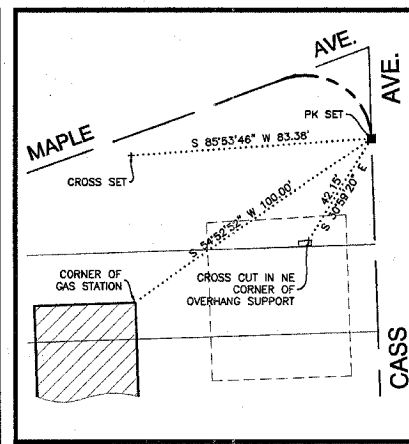 AVE.
AVE.
PK SET
MAPLE
S 85°53'46" W 83.38'
CROSS SET
S 54°52'52" W 100.00'
42.15'
S 30°59'20" E
CORNER OF
GAS STATION
CROSS CUT IN NE
CORNER OF
OVERHANG SUPPORT
CASS